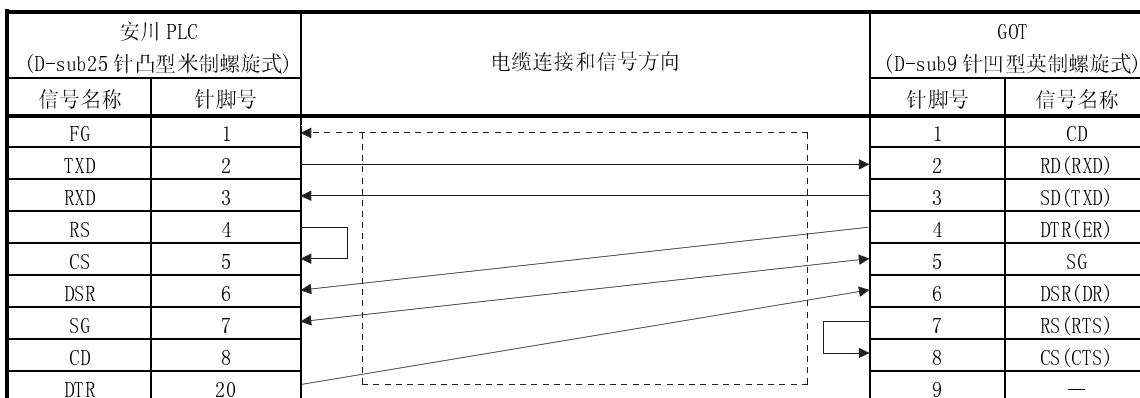 安川 PLC
(D-sub25 针凸型米制螺旋式)
电缆连接和信号方向
GOT
(D-sub9 针凹型英制螺旋式)
信号名称 针脚号 针脚号 信号名称
FG 1 1 CD
TXD 2 2 RD(RXD)
RXD 3 3 SD(TXD)
RS 4 4 DTR(ER)
CS 5 5 SG
DSR 6 6 DSR(DR)
SG 7 7 RS(RTS)
CD 8 8 CS(CTS)
DTR 20 9 —